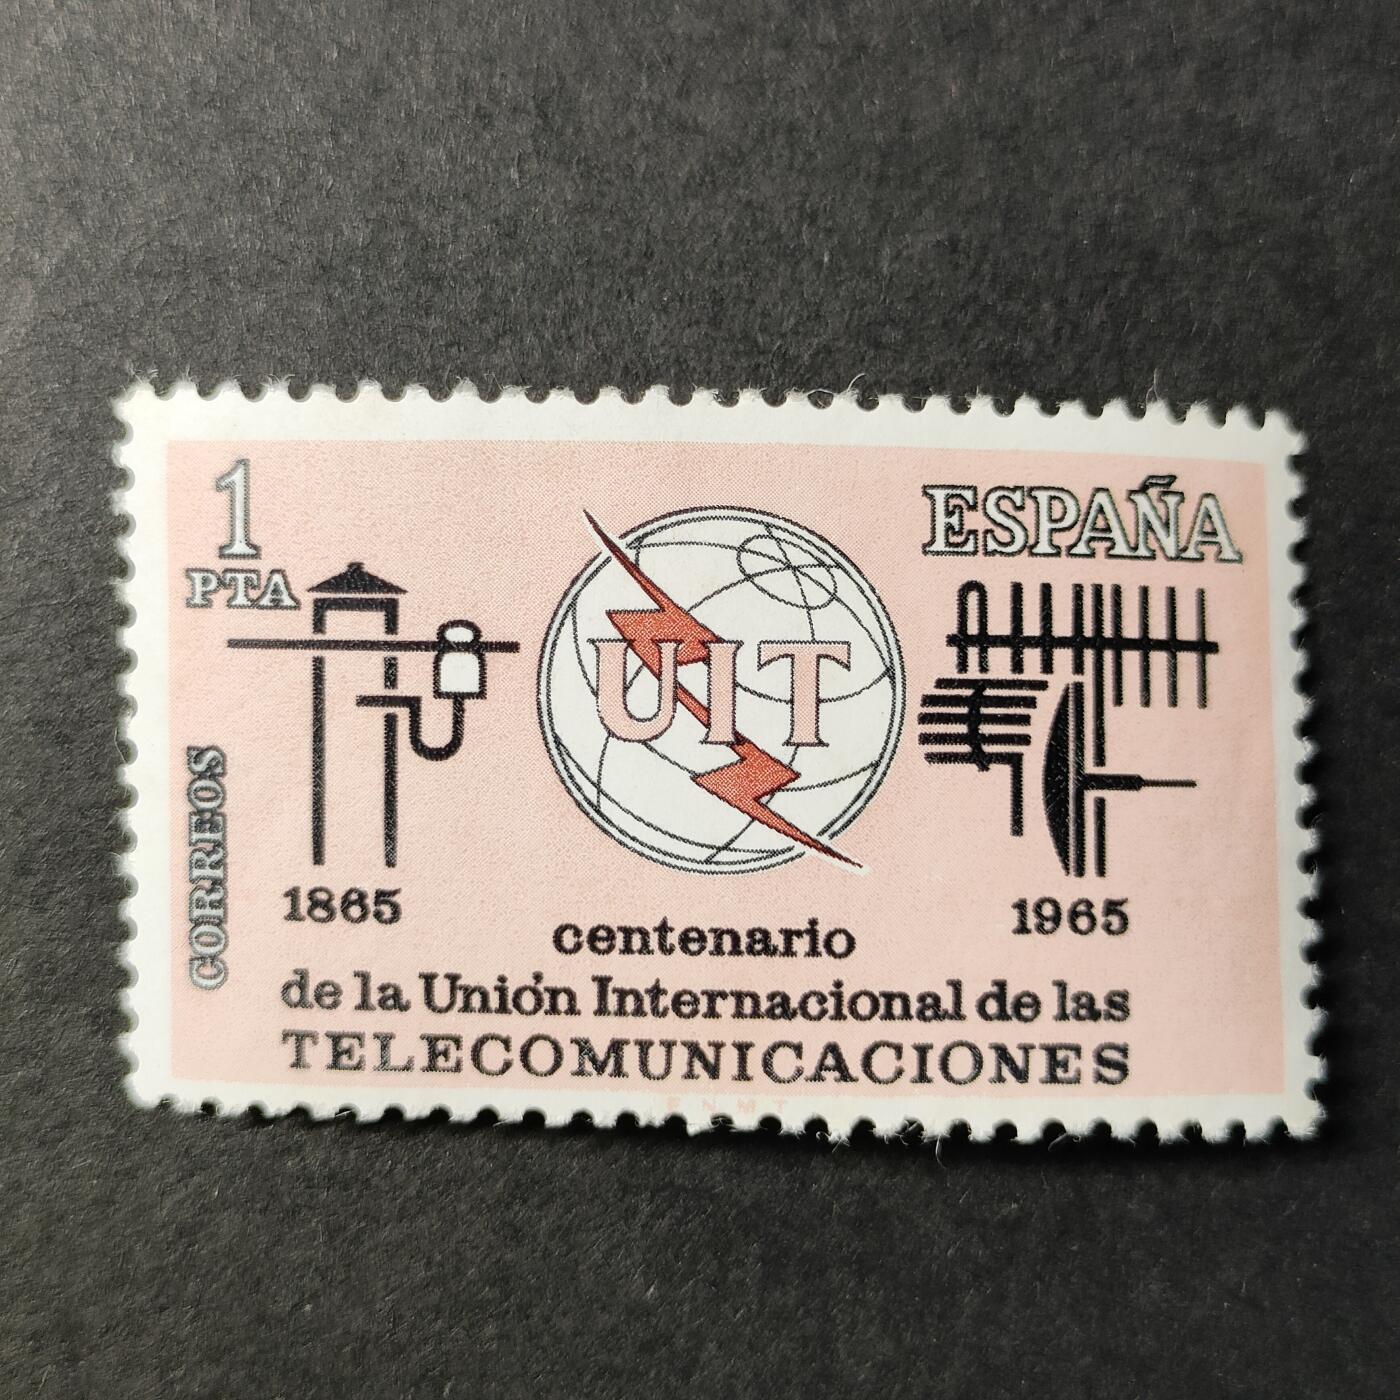 1
PTA
ESPAÑA
UIT
CORREOS
1865
1965
centenario
de la Unión Internacional de las
TELECOMUNICACIONES
F N M T